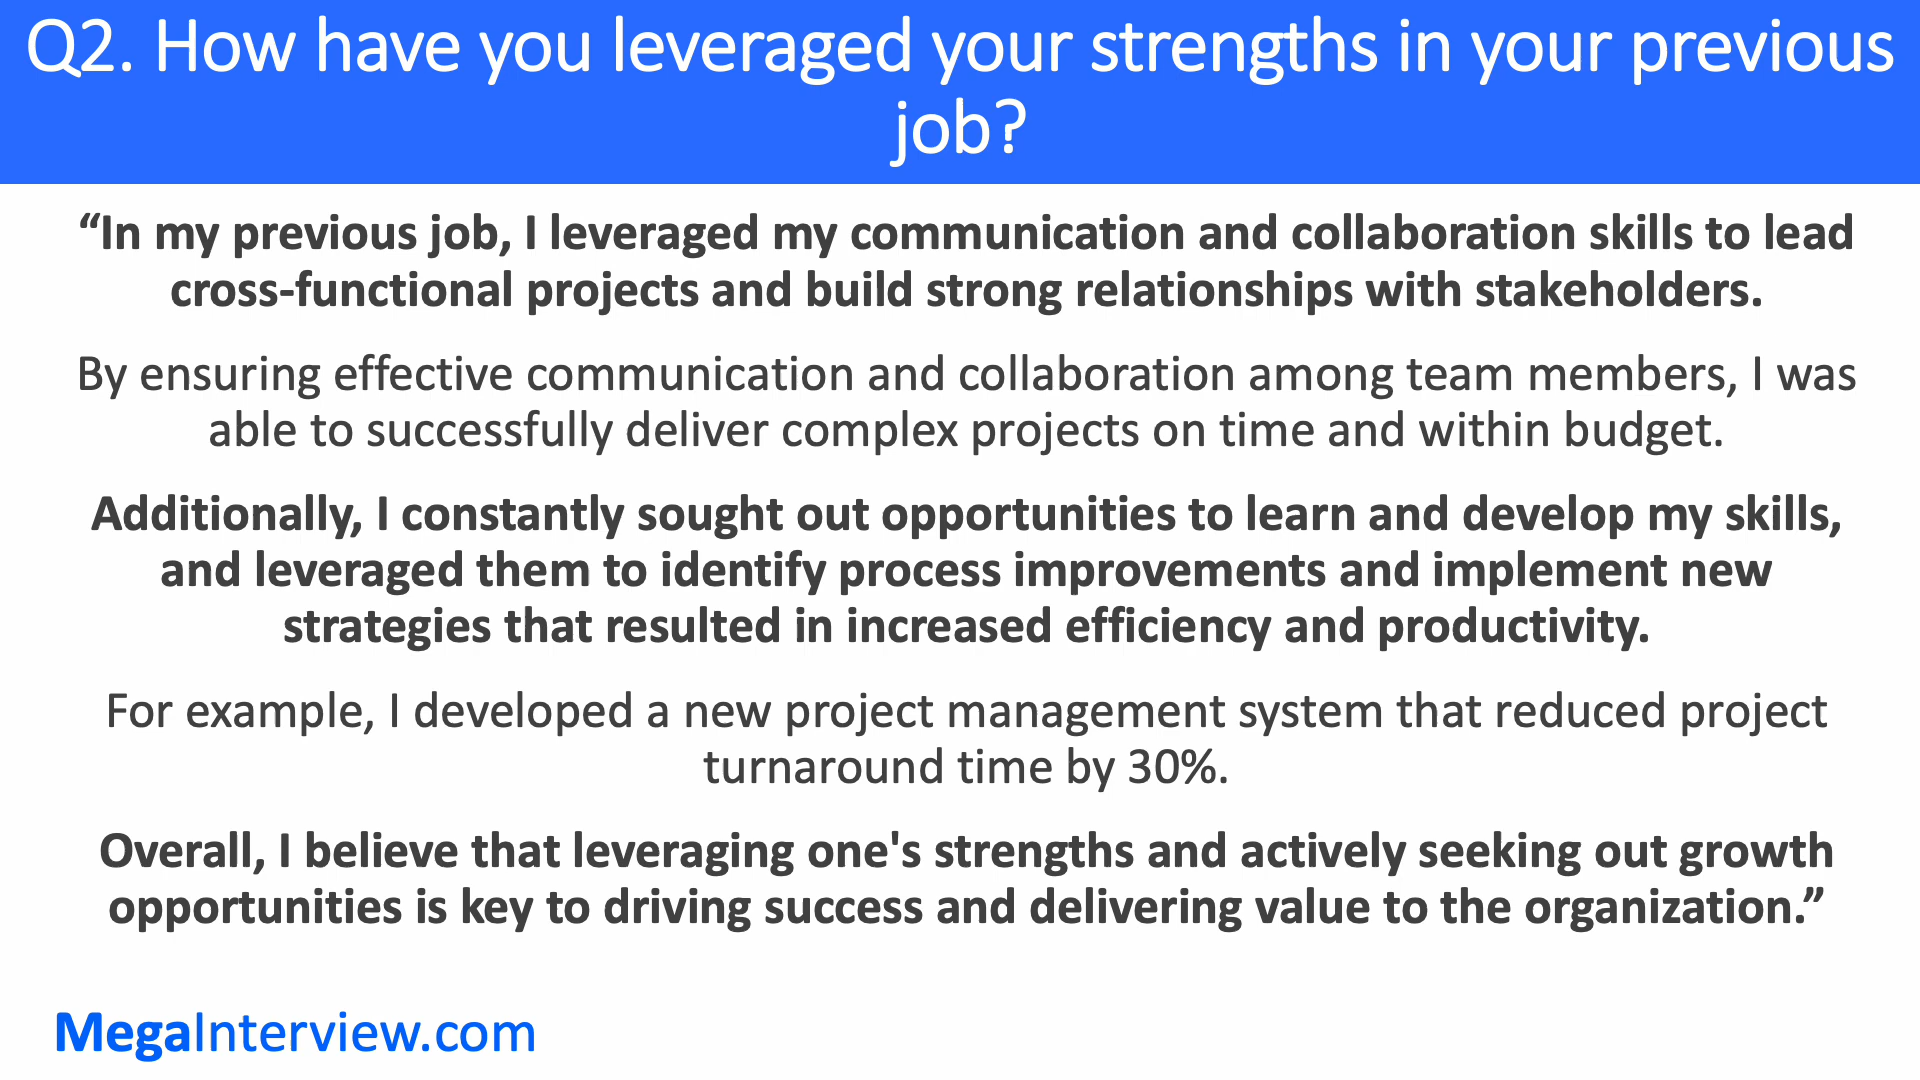 Q2. How have you leveraged your strengths in your previous
job?
“In my previous job, I leveraged my communication and collaboration skills to lead
cross-functional projects and build strong relationships with stakeholders.
By ensuring effective communication and collaboration among team members, I was
able to successfully deliver complex projects on time and within budget.
Additionally, I constantly sought out opportunities to learn and develop my skills,
and leveraged them to identify process improvements and implement new
strategies that resulted in increased efficiency and productivity.
For example, I developed a new project management system that reduced project
turnaround time by 30%.
Overall, I believe that leveraging one's strengths and actively seeking out growth
opportunities is key to driving success and delivering value to the organization.”
MegaInterview.com